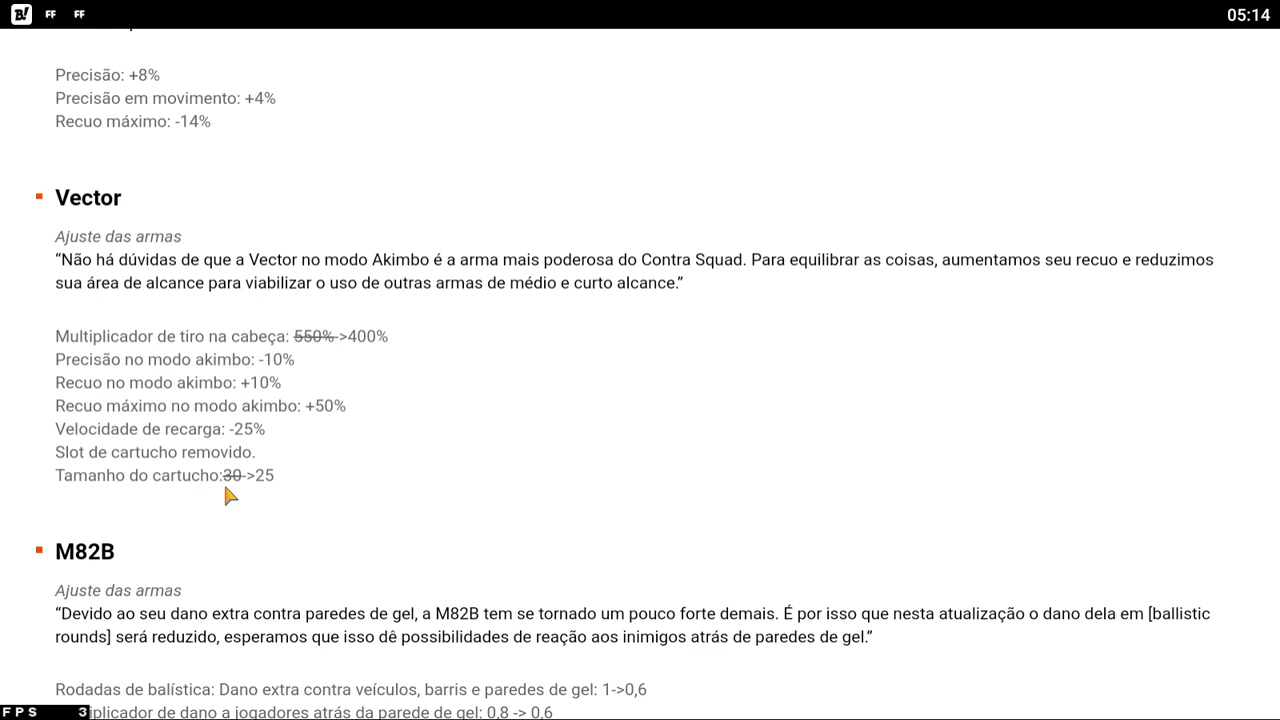 B! FF FF 05:14
Precisão: +8%
Precisão em movimento: +4%
Recuo máximo: -14%
Vector
Ajuste das armas
“Não há dúvidas de que a Vector no modo Akimbo é a arma mais poderosa do Contra Squad. Para equilibrar as coisas, aumentamos seu recuo e reduzimos
sua área de alcance para viabilizar o uso de outras armas de médio e curto alcance.”
Multiplicador de tiro na cabeça: 550% ->400%
Precisão no modo akimbo: -10%
Recuo no modo akimbo: +10%
Recuo máximo no modo akimbo: +50%
Velocidade de recarga: -25%
Slot de cartucho removido.
Tamanho do cartucho:30 ->25
M82B
Ajuste das armas
“Devido ao seu dano extra contra paredes de gel, a M82B tem se tornado um pouco forte demais. É por isso que nesta atualização o dano dela em [ballistic
rounds] será reduzido, esperamos que isso dê possibilidades de reação aos inimigos atrás de paredes de gel.”
Rodadas de balística: Dano extra contra veículos, barris e paredes de gel: 1->0,6
FPS 3 iplicador de dano a jogadores atrás da parede de gel: 0,8 -> 0,6